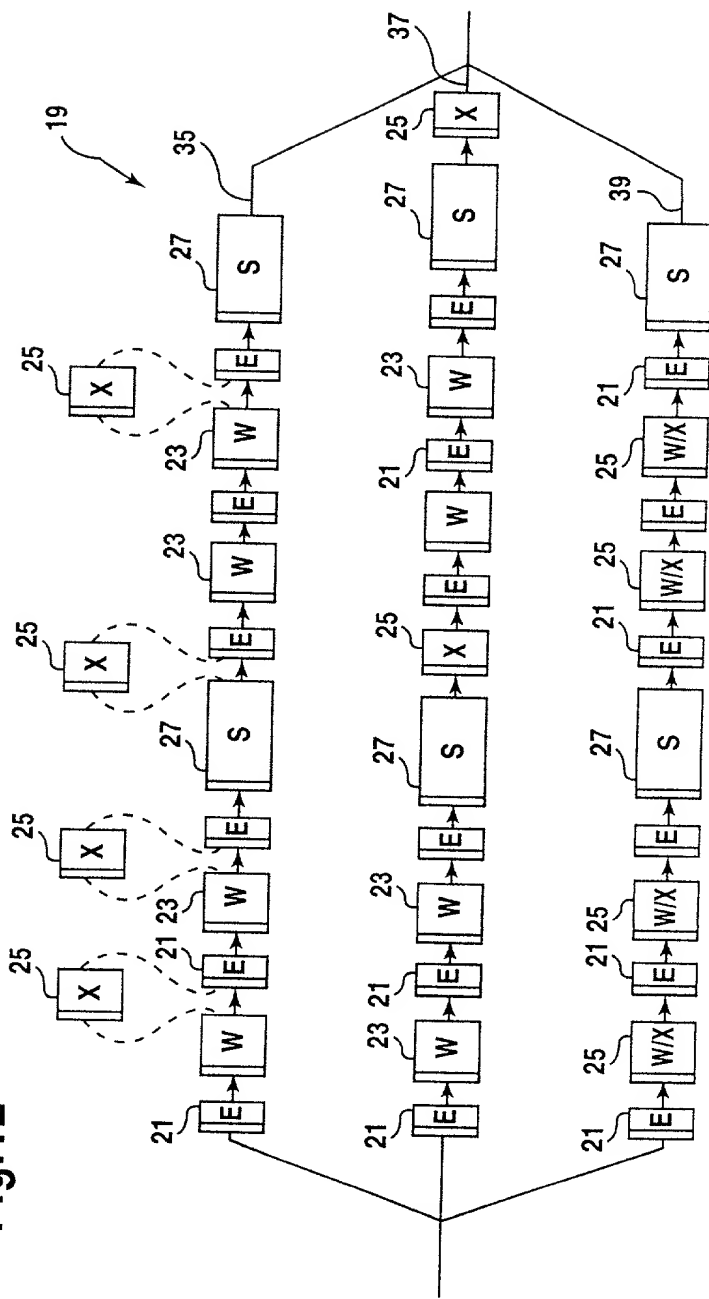 19
25 25 25 25
X X X X
21 21 23 27 23 23 27 35
E W E W E S E W E W E S
21 23 21 23 27 25 21 23 27 25 37
E W E W E S X E W E W E S X
21 25 21 25 27 21 25 25 21 27 39
E W/X E W/X E S E W/X E W/X E S